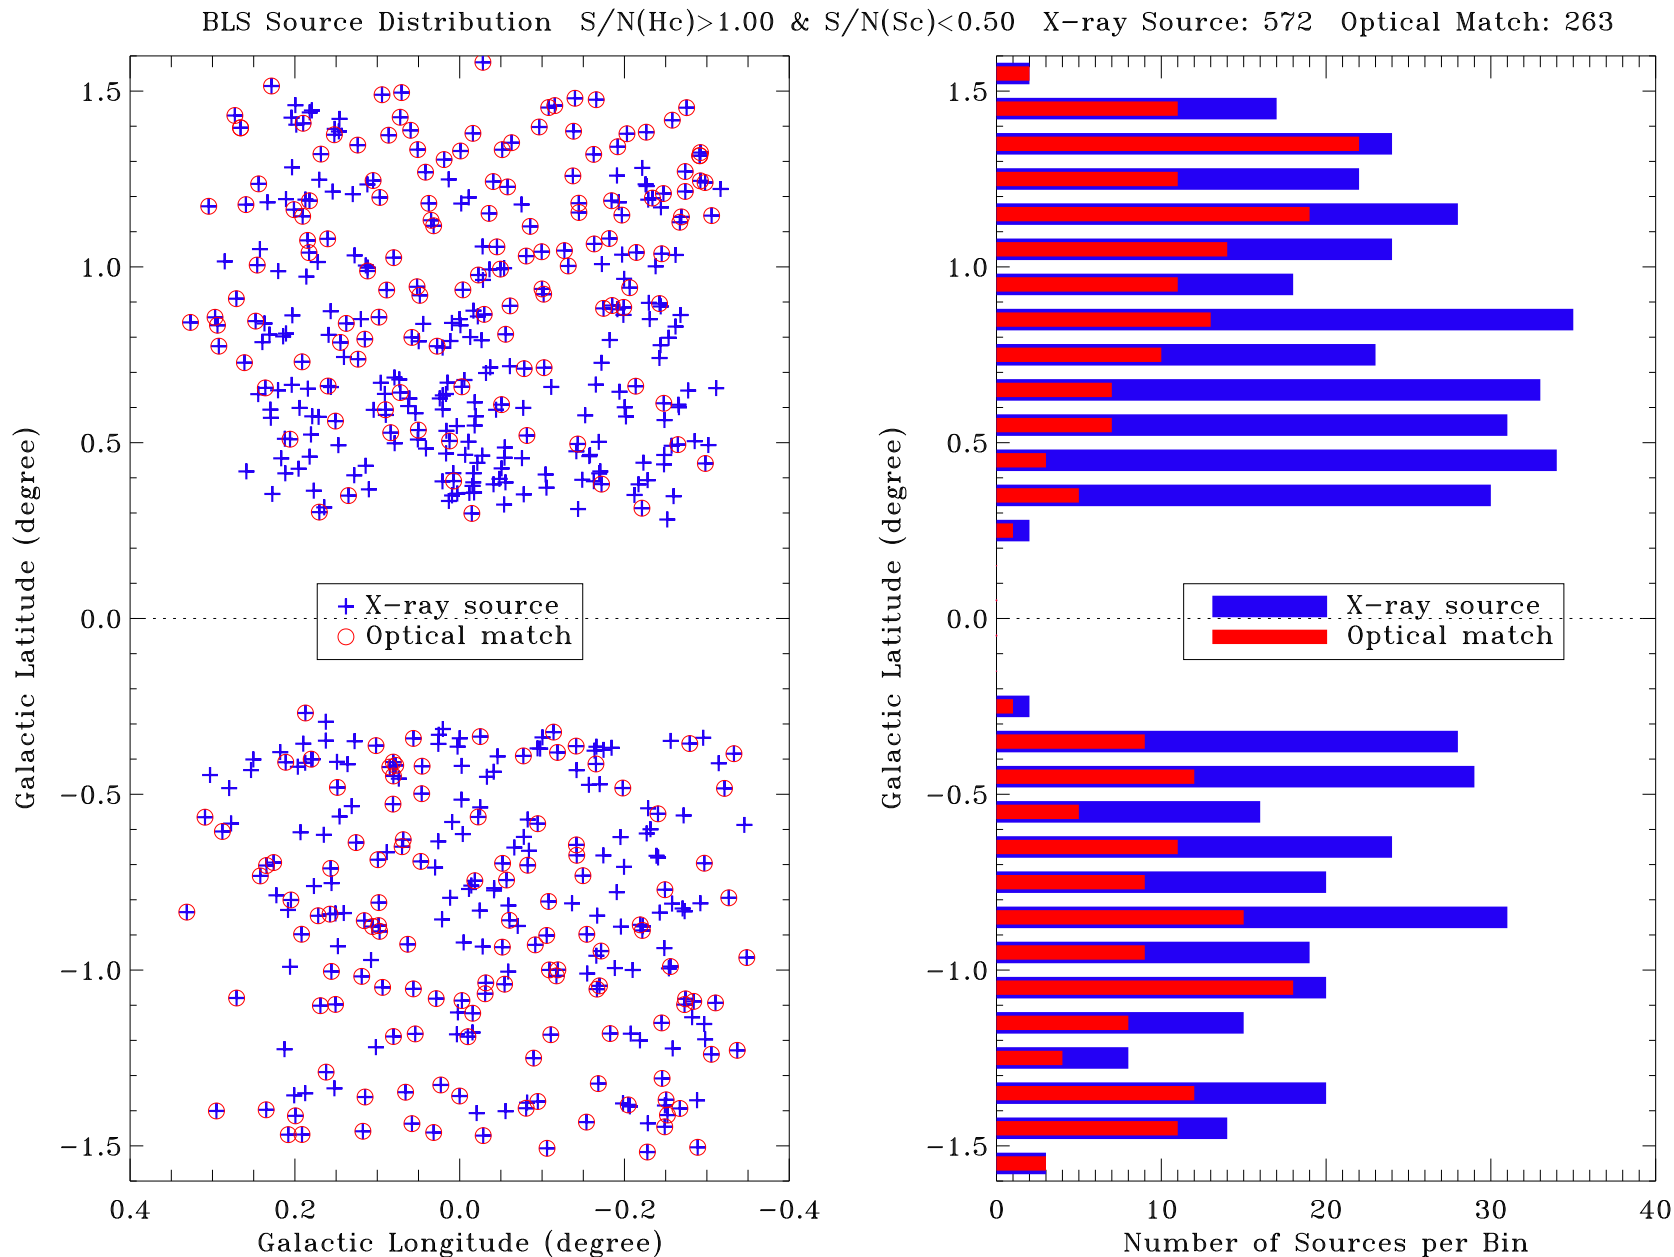 BLS Source Distribution S/N(Hc)>1.00 & S/N(Sc)<0.50 X-ray Source: 572 Optical Match: 263
Galactic Latitude (degree)
1.5
1.0
0.5
0.0
-0.5
-1.0
-1.5
X-ray source
Optical match
0.4 0.2 0.0 -0.2 -0.4
Galactic Longitude (degree)
Galactic Latitude (degree)
1.5
1.0
0.5
0.0
-0.5
-1.0
-1.5
X-ray source
Optical match
0 10 20 30 40
Number of Sources per Bin